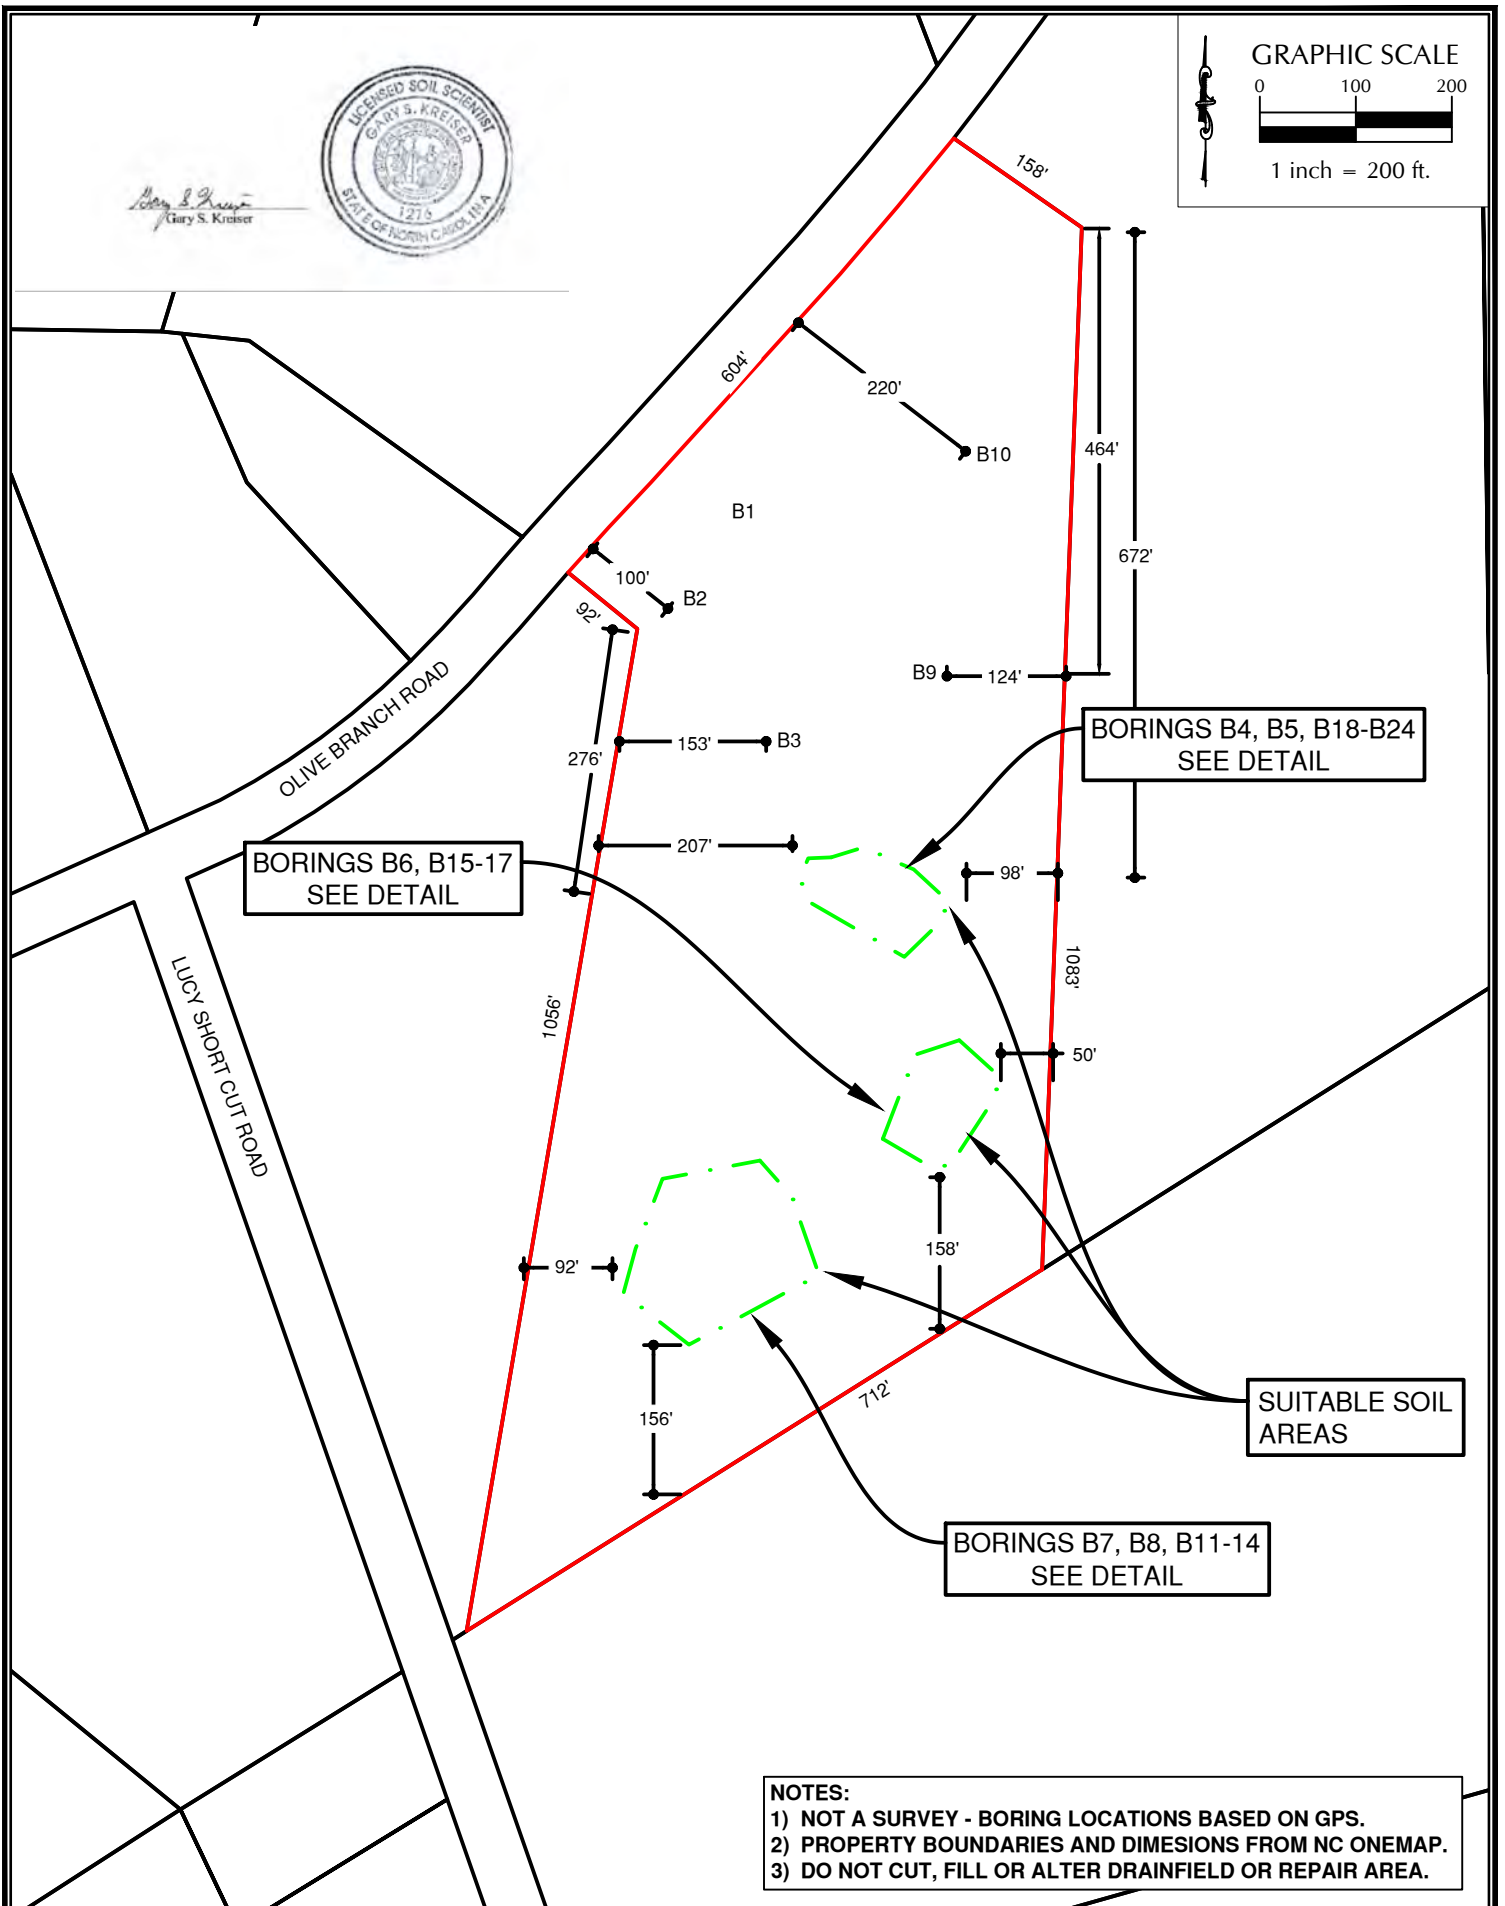 GRAPHIC SCALE
0 100 200
1 inch = 200 ft.
LICENSED SOIL SCIENTIST
GARY S. KREISER
1276
STATE OF NORTH CAROLINA
Gary S. Kreiser
Gary S. Kreiser
158'
604'
220'
B10
464'
B1
672'
100'
B2
92'
B9
124'
OLIVE BRANCH ROAD
BORINGS B4, B5, B18-B24
SEE DETAIL
153'
B3
276'
207'
BORINGS B6, B15-17
SEE DETAIL
98'
1083'
LUCY SHORT CUT ROAD
1056'
50'
158'
92'
712'
156'
SUITABLE SOIL
AREAS
BORINGS B7, B8, B11-14
SEE DETAIL
NOTES:
1) NOT A SURVEY - BORING LOCATIONS BASED ON GPS.
2) PROPERTY BOUNDARIES AND DIMESIONS FROM NC ONEMAP.
3) DO NOT CUT, FILL OR ALTER DRAINFIELD OR REPAIR AREA.